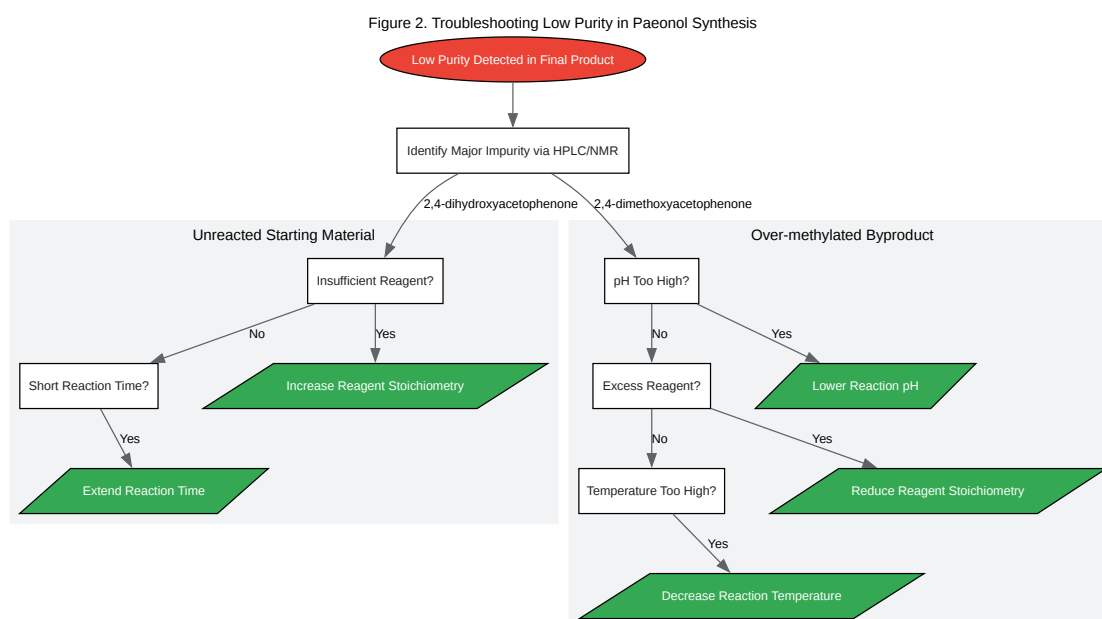 Figure 2. Troubleshooting Low Purity in Paeonol Synthesis
Low Purity Detected in Final Product
Identify Major Impurity via HPLC/NMR
2,4-dihydroxyacetophenone
2,4-dimethoxyacetophenone
Unreacted Starting Material
Insufficient Reagent?
No
Yes
Short Reaction Time?
Increase Reagent Stoichiometry
Yes
Extend Reaction Time
Over-methylated Byproduct
pH Too High?
No
Yes
Excess Reagent?
Lower Reaction pH
No
Yes
Temperature Too High?
Reduce Reagent Stoichiometry
Yes
Decrease Reaction Temperature